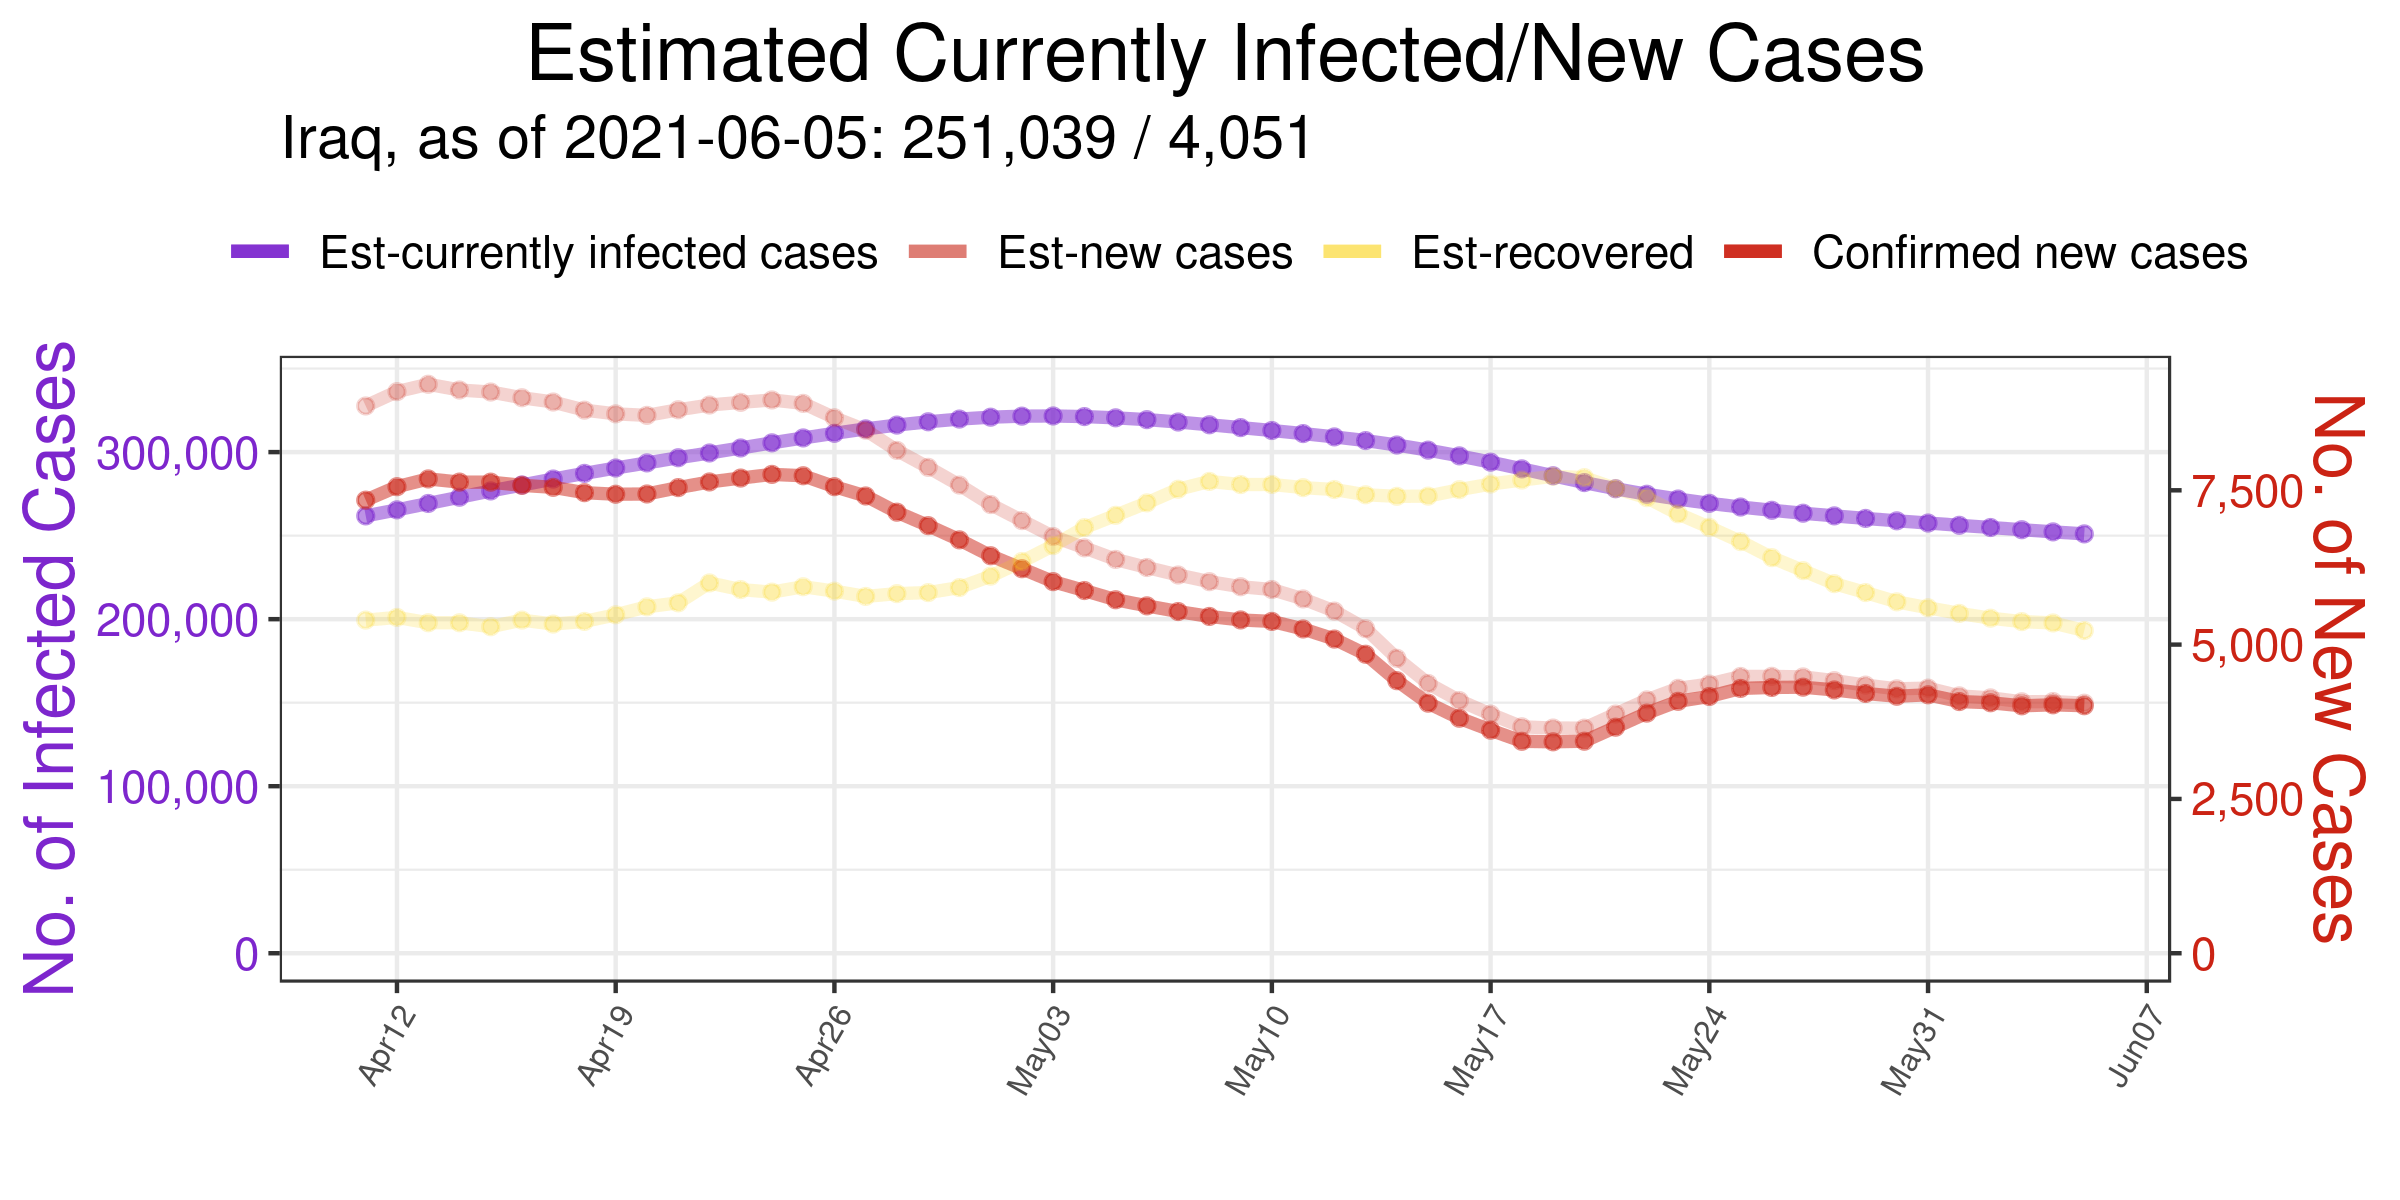 Estimated Currently Infected/New Cases
Iraq, as of 2021-06-05: 251,039 / 4,051
Est-currently infected cases Est-new cases Est-recovered Confirmed new cases
No. of Infected Cases
300,000
200,000
100,000
0
7,500
5,000
2,500
0
No. of New Cases
Apr12 Apr19 Apr26 May03 May10 May17 May24 May31 Jun07